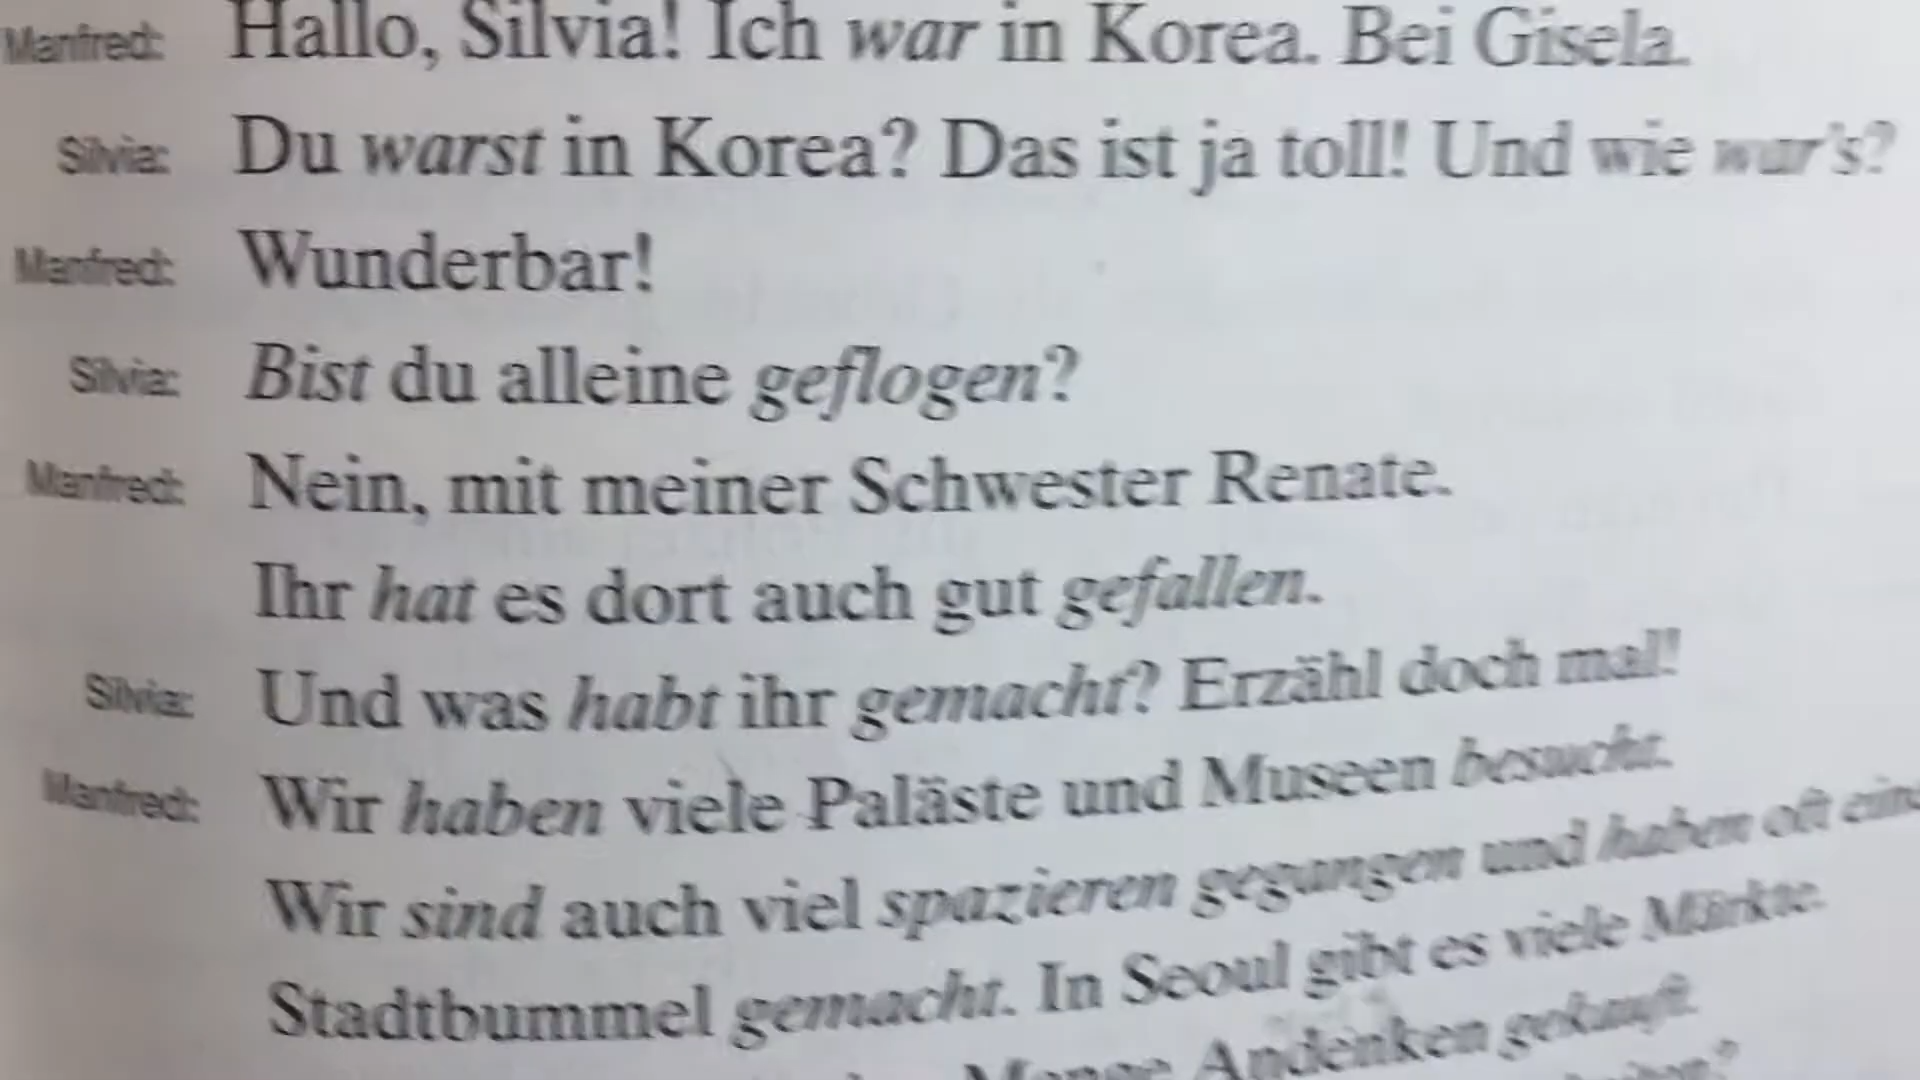 Manfred: Hallo, Silvia! Ich war in Korea. Bei Gisela.
Silvia: Du warst in Korea? Das ist ja toll! Und wie war's?
Manfred: Wunderbar!
Silvia: Bist du alleine geflogen?
Manfred: Nein, mit meiner Schwester Renate.
Ihr hat es dort auch gut gefallen.
Silvia: Und was habt ihr gemacht? Erzähl doch mal!
Manfred: Wir haben viele Paläste und Museen besucht.
Wir sind auch viel spazieren gegangen und haben oft
Stadtbummel gemacht. In Seoul gibt es viele Märkte.
Menge Andenken gekauft.